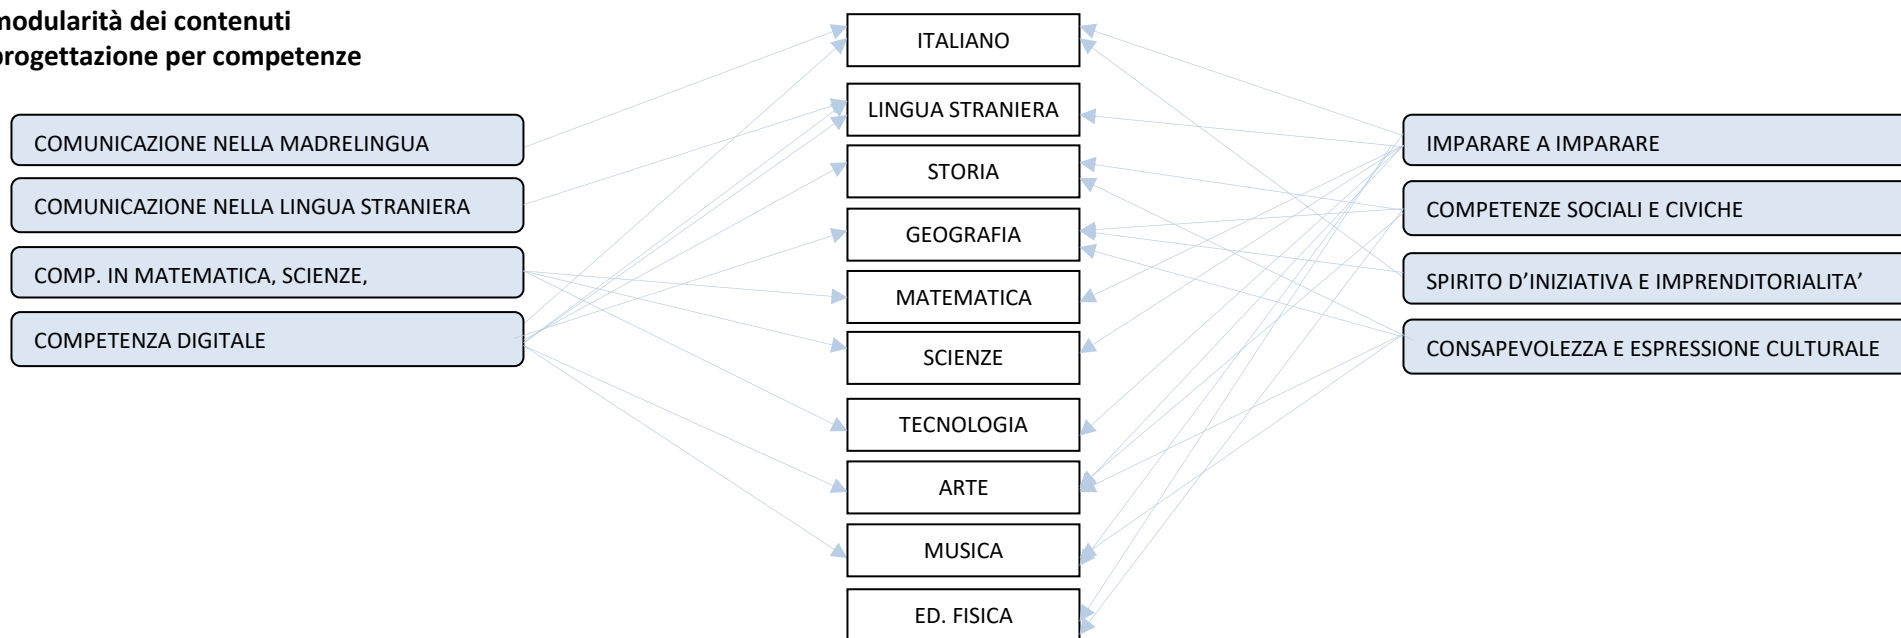 modularità dei contenuti
progettazione per competenze
COMUNICAZIONE NELLA MADRELINGUA
COMUNICAZIONE NELLA LINGUA STRANIERA
COMP. IN MATEMATICA, SCIENZE,
COMPETENZA DIGITALE
ITALIANO
LINGUA STRANIERA
STORIA
GEOGRAFIA
MATEMATICA
SCIENZE
TECNOLOGIA
ARTE
MUSICA
ED. FISICA
IMPARARE A IMPARARE
COMPETENZE SOCIALI E CIVICHE
SPIRITO D’INIZIATIVA E IMPRENDITORIALITA’
CONSAPEVOLEZZA E ESPRESSIONE CULTURALE